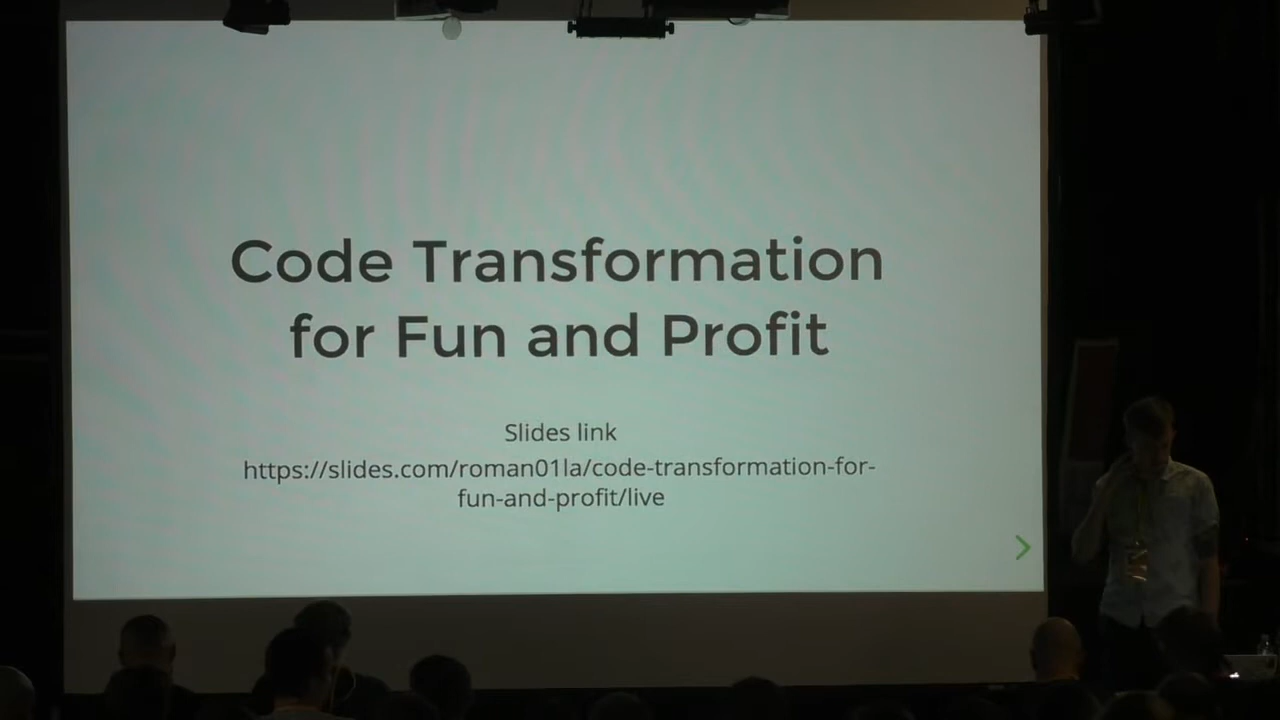 Code Transformation
for Fun and Profit
Slides link
https://slides.com/roman01la/code-transformation-for-
fun-and-profit/live